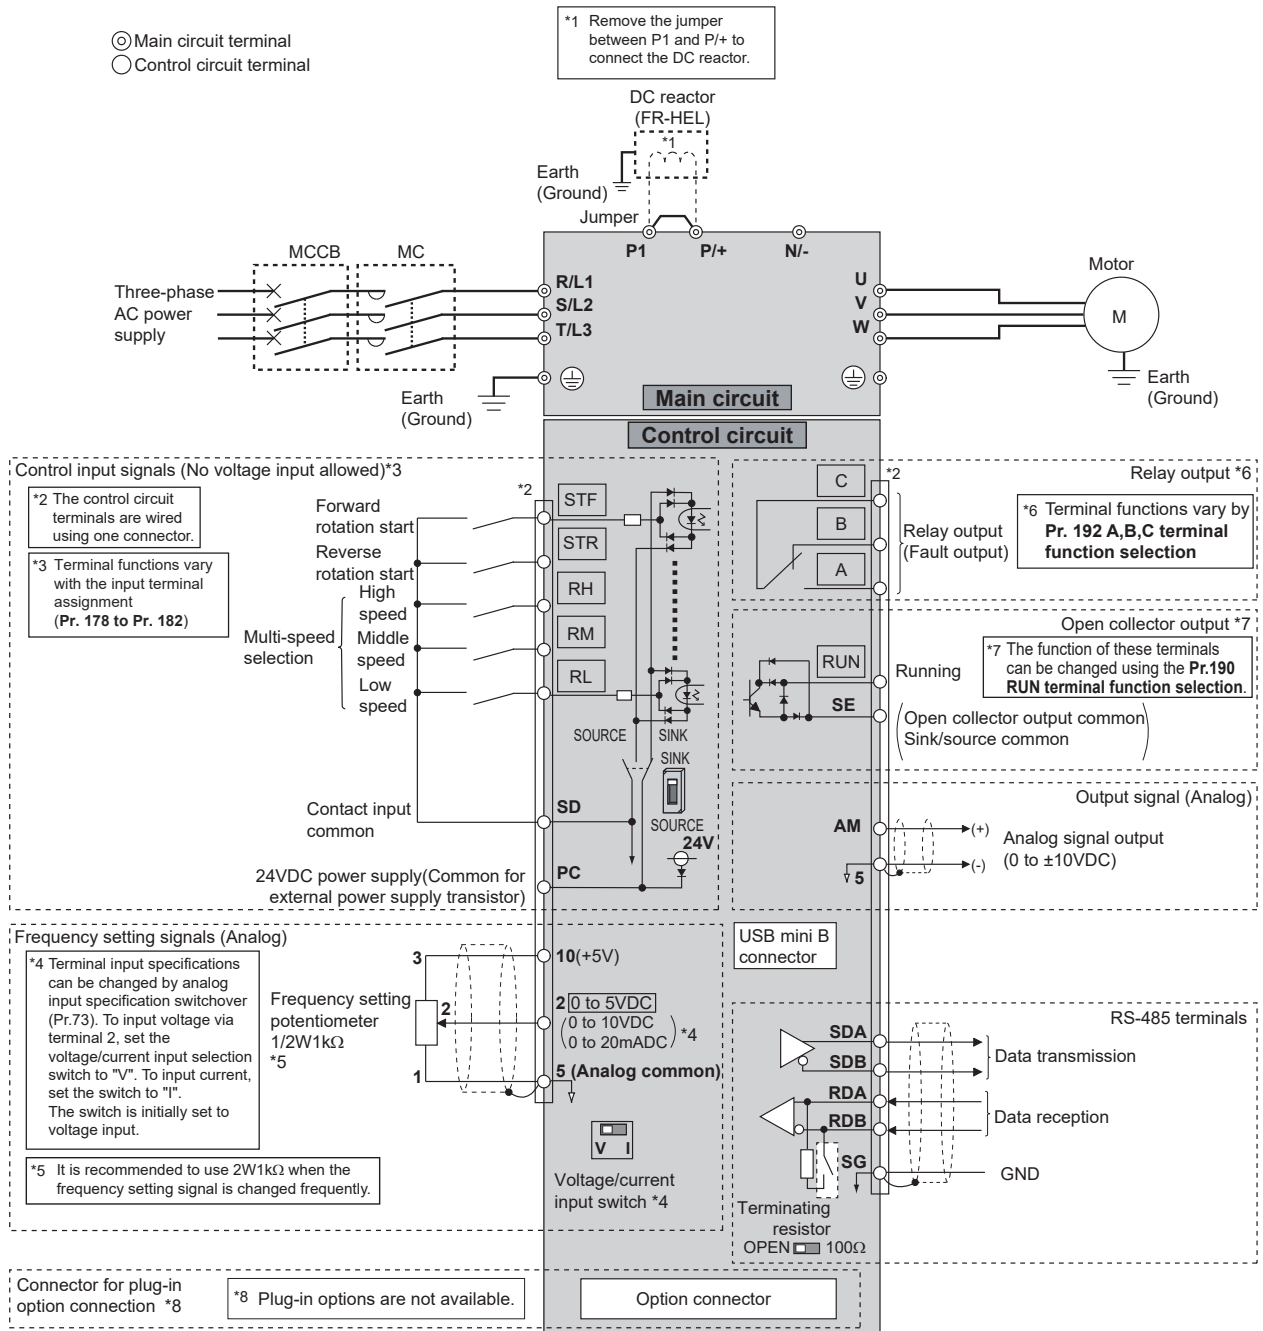 *1 Remove the jumper
between P1 and P/+ to
connect the DC reactor.
Main circuit terminal
Control circuit terminal
DC reactor
(FR-HEL)
*1
Earth
(Ground)
Jumper
P1
P/+
N/-
MCCB
MC
Three-phase
AC power
supply
R/L1
S/L2
T/L3
U
V
W
Motor
M
Earth
(Ground)
Earth
(Ground)
Main circuit
Control circuit
Control input signals (No voltage input allowed)*3
*2 The control circuit
terminals are wired
using one connector.
*3 Terminal functions vary
with the input terminal
assignment
(Pr. 178 to Pr. 182)
Forward
rotation start
Reverse
rotation start
Multi-speed
selection
High
speed
Middle
speed
Low
speed
*2
STF
STR
RH
RM
RL
SOURCE
SINK
SINK
SOURCE
Contact input
common
SD
24V
24VDC power supply(Common for
external power supply transistor)
PC
Relay output *6
*2
C
B
A
Relay output
(Fault output)
*6 Terminal functions vary by
Pr. 192 A,B,C terminal
function selection
Open collector output *7
*7 The function of these terminals
can be changed using the Pr.190
RUN terminal function selection.
RUN
Running
SE
Open collector output common
Sink/source common
Output signal (Analog)
AM
(+)
Analog signal output
(0 to ±10VDC)
5
(-)
Frequency setting signals (Analog)
*4 Terminal input specifications
can be changed by analog
input specification switchover
(Pr.73). To input voltage via
terminal 2, set the
voltage/current input selection
switch to "V". To input current,
set the switch to "I".
The switch is initially set to
voltage input.
*5 It is recommended to use 2W1kΩ when the
frequency setting signal is changed frequently.
Frequency setting
potentiometer
1/2W1kΩ
*5
3
2
1
10(+5V)
2 0 to 5VDC
0 to 10VDC
0 to 20mADC *4
5 (Analog common)
V I
Voltage/current
input switch *4
USB mini B
connector
RS-485 terminals
SDA
SDB
Data transmission
RDA
RDB
Data reception
SG
GND
Terminating
resistor
OPEN 100Ω
Connector for plug-in
option connection *8
*8 Plug-in options are not available.
Option connector